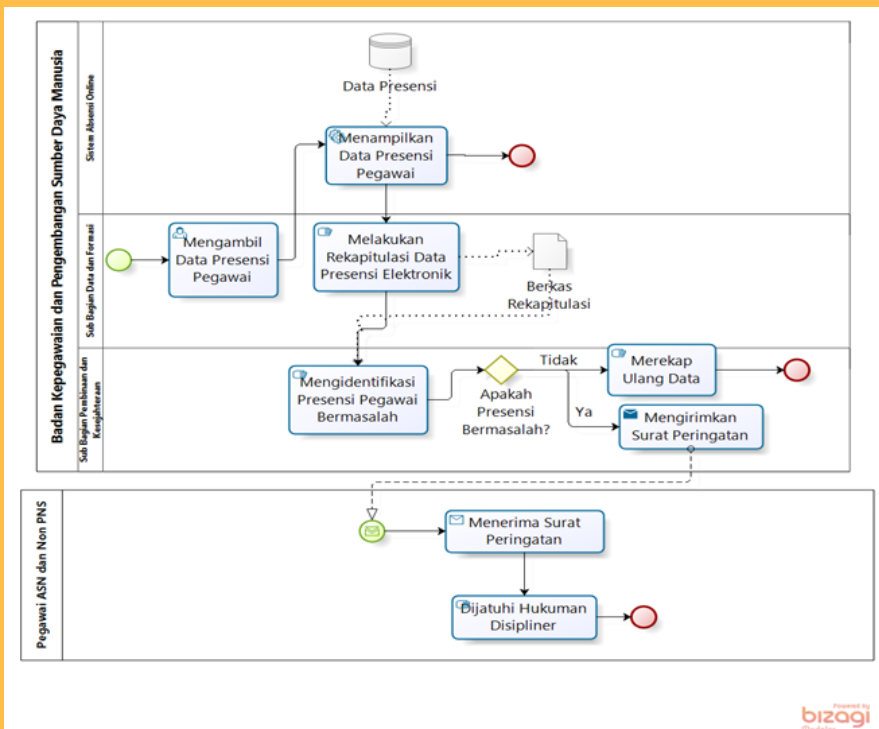 Badan Kepegawaian dan Pengembangan Sumber Daya Manusia
Sistem Absensi Online
Data Presensi
Menampilkan
Data Presensi
Pegawai
Sub Bagian Data dan Formasi
Mengambil
Data Presensi
Pegawai
Melakukan
Rekapitulasi Data
Presensi Elektronik
Berkas
Rekapitulasi
Sub Bagian Pembinaan dan
Kesejahteraan
Mengidentifikasi
Presensi Pegawai
Bermasalah
Apakah
Presensi
Bermasalah?
Tidak
Merekap
Ulang Data
Ya
Mengirimkan
Surat Peringatan
Pegawai ASN dan Non PNS
Menerima Surat
Peringatan
Dijatuhi Hukuman
Disipliner
Powered by
bizagi
Modeler